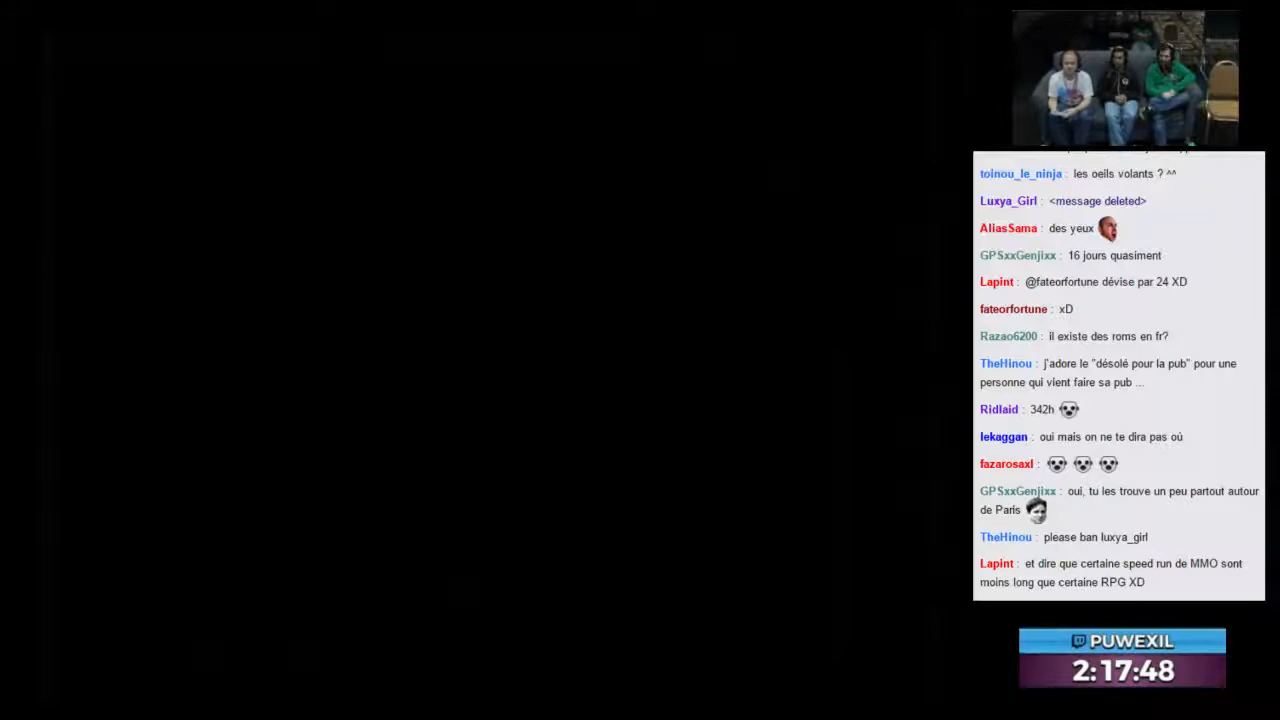 toinou_le_ninja : les oeils volants ? ^^
Luxya_Girl : <message deleted>
AliasSama : des yeux
GPSxxGenjixx : 16 jours quasiment
Lapint : @fateorfortune dévise par 24 XD
fateorfortune : xD
Razao6200 : il existe des roms en fr?
TheHinou : j'adore le "désolé pour la pub" pour une
personne qui vient faire sa pub ...
Ridlaid : 342h
lekaggan : oui mais on ne te dira pas où
fazarosaxl :
GPSxxGenjixx : oui, tu les trouve un peu partout autour
de Paris
TheHinou : please ban luxya_girl
Lapint : et dire que certaine speed run de MMO sont
moins long que certaine RPG XD
PUWEXIL
2:17:48